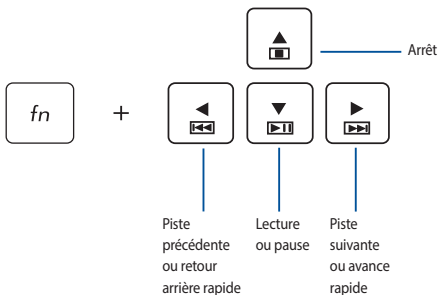 Arrêt
fn
+
Piste
précédente
ou retour
arrière rapide
Lecture
ou pause
Piste
suivante
ou avance
rapide